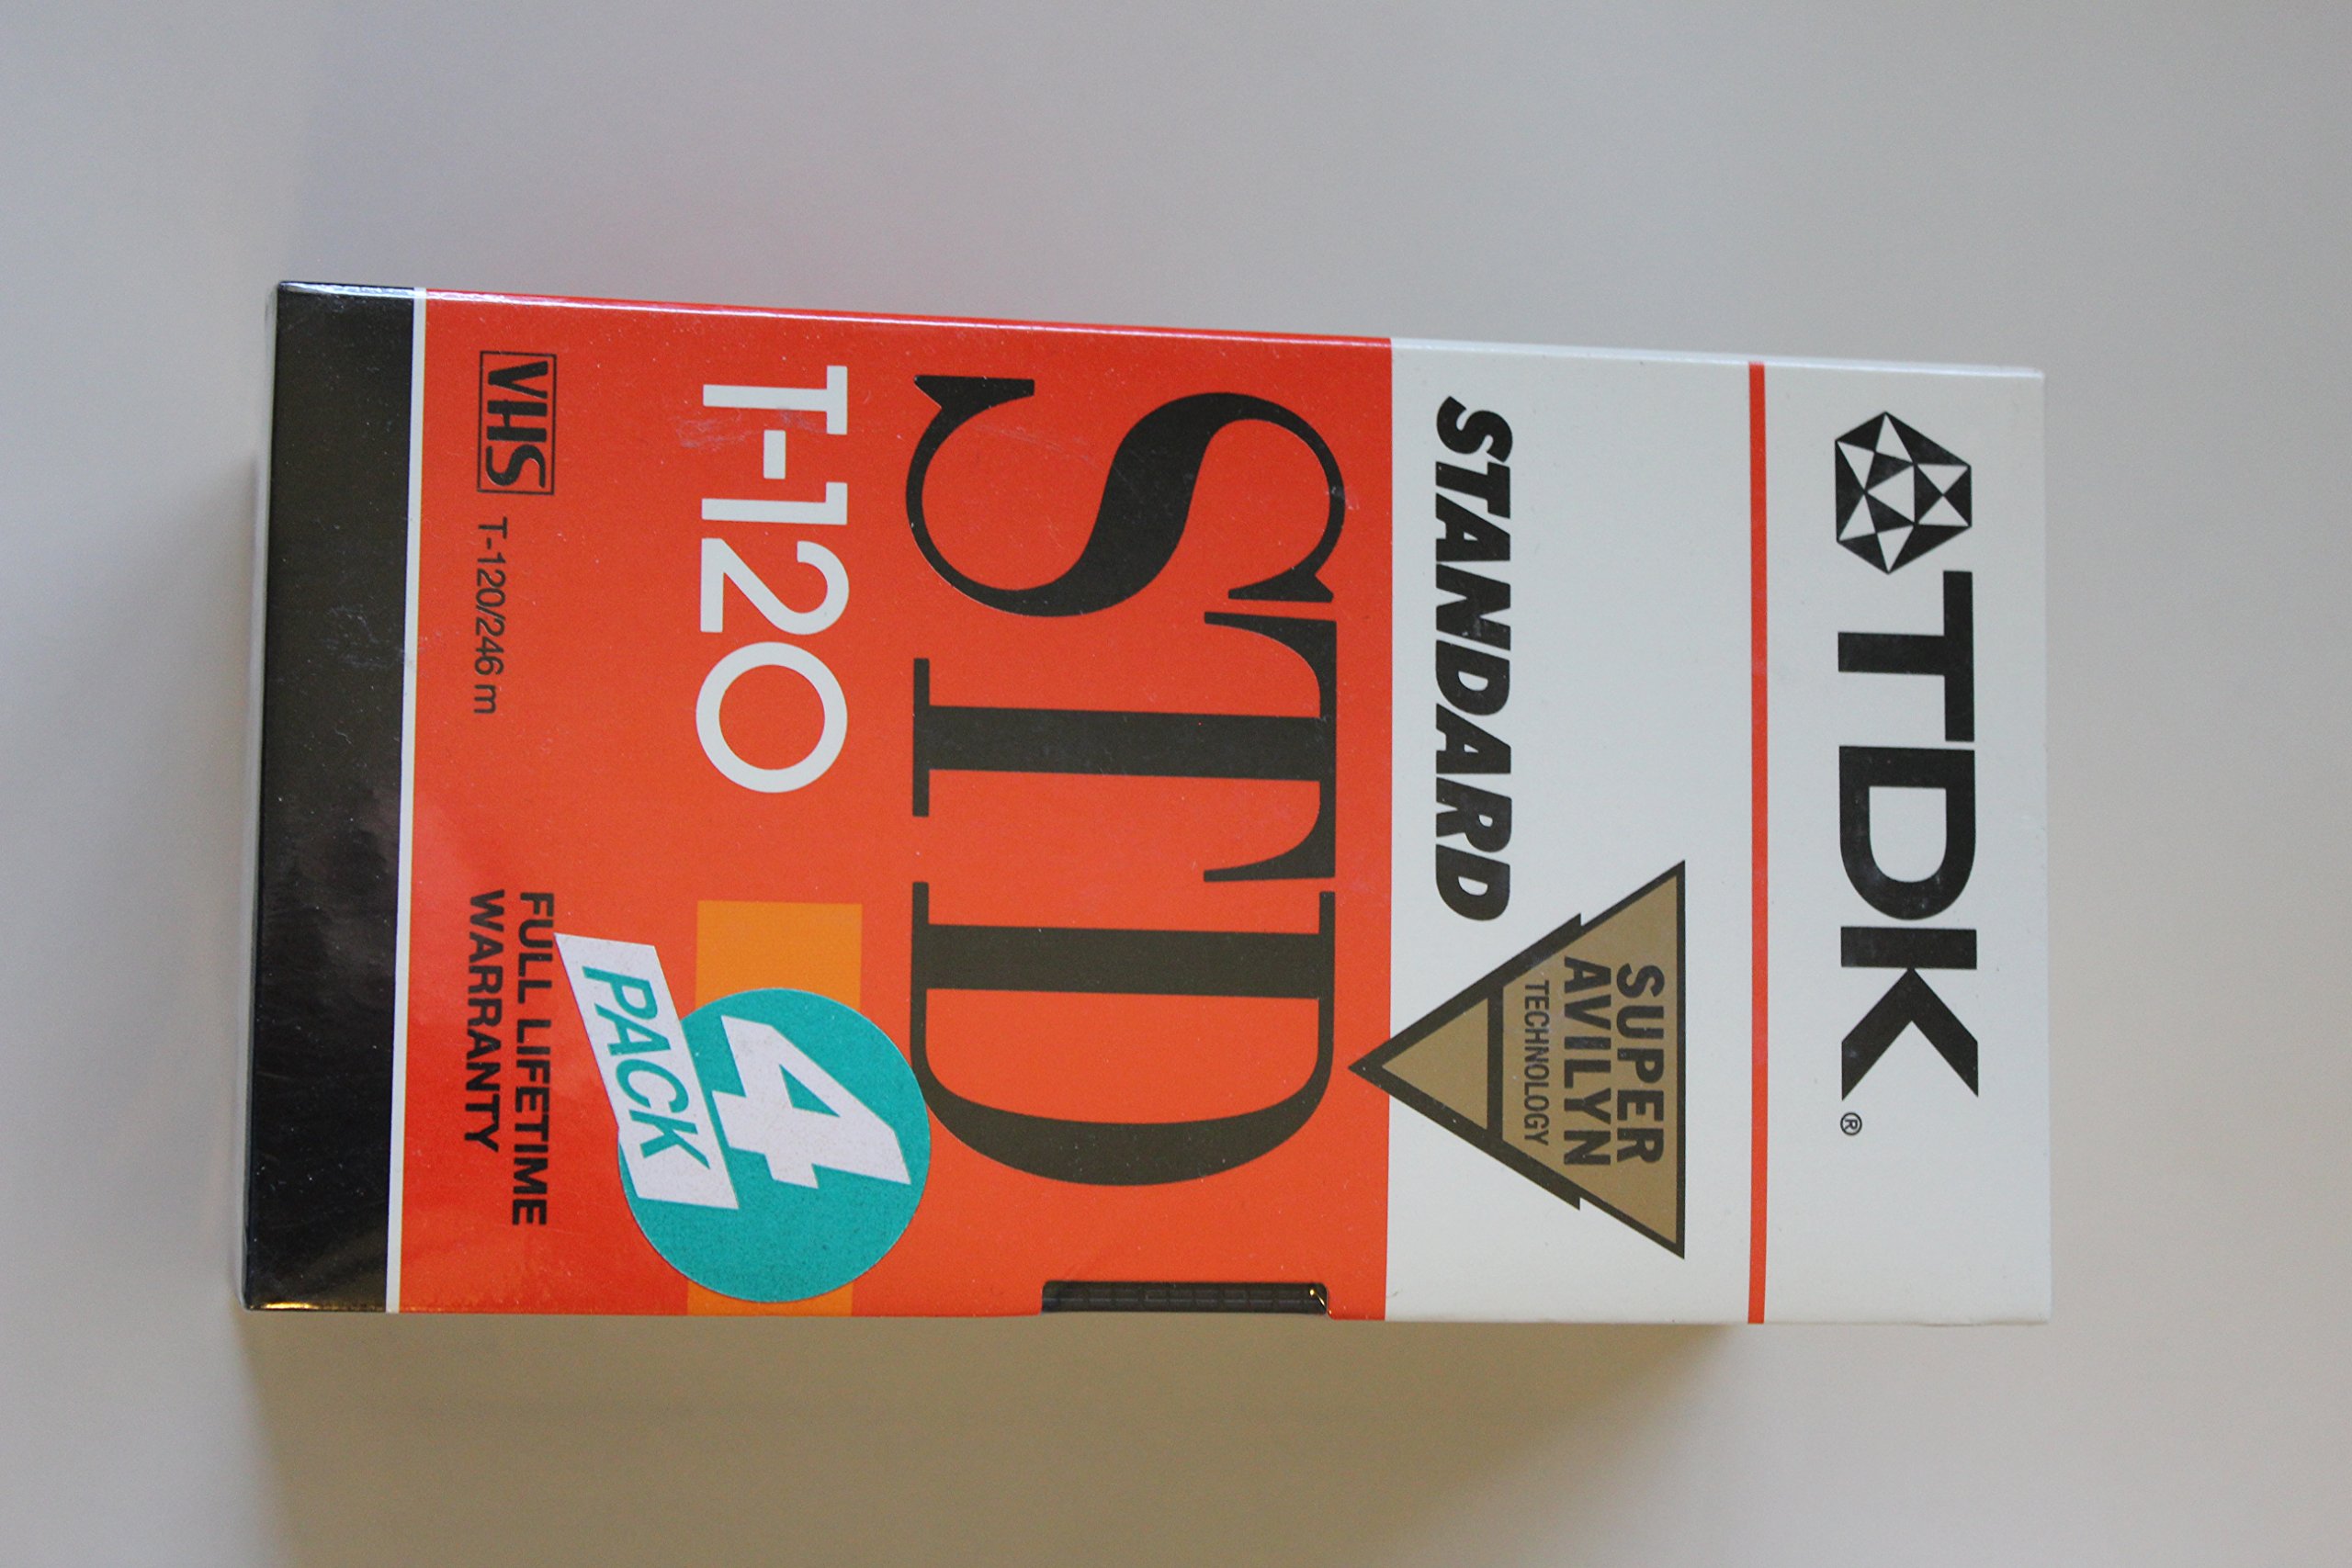 TDK®
SUPER
AVILYN
TECHNOLOGY
STANDARD
STD
T-120
4
PACK
VHS T-120/246 m
FULL LIFETIME
WARRANTY